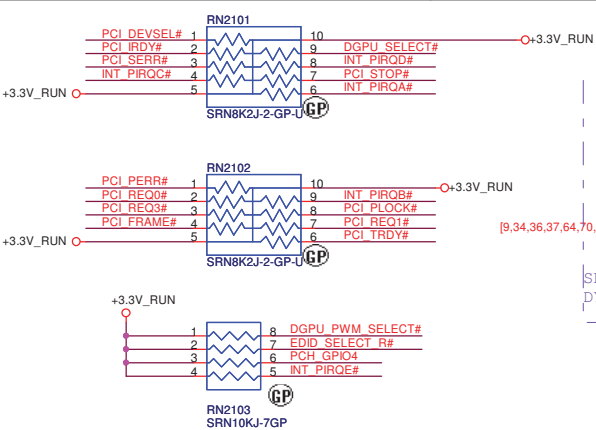 RN2101
PCI_DEVSEL# 1 10 +3.3V_RUN
PCI_IRDY# 2 9 DGPU_SELECT#
PCI_SERR# 3 8 INT_PIRQD#
INT_PIRQC# 4 7 PCI_STOP#
+3.3V_RUN 5 6 INT_PIRQA#
SRN8K2J-2-GP-U GP
RN2102
PCI_PERR# 1 10 +3.3V_RUN
PCI_REQ0# 2 9 INT_PIRQB#
PCI_REQ3# 3 8 PCI_PLOCK#
PCI_FRAME# 4 7 PCI_REQ1#
+3.3V_RUN 5 6 PCI_TRDY#
SRN8K2J-2-GP-U GP
[9,34,36,37,64,70,
DY
+3.3V_RUN
1 8 DGPU_PWM_SELECT#
2 7 EDID_SELECT_R#
3 6 PCH_GPIO4
4 5 INT_PIRQE#
GP
RN2103
SRN10KJ-7GP